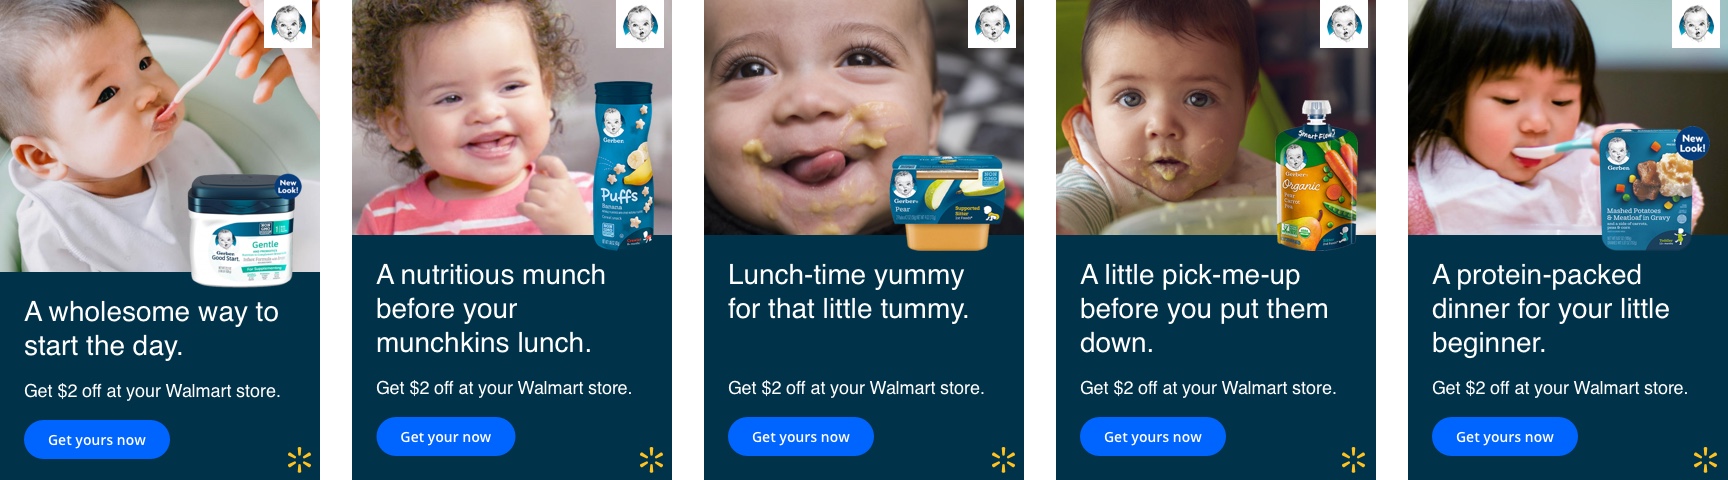 New
Look!
Gerber
Good Start.
Gentle
A wholesome way to
start the day.
Get $2 off at your Walmart store.
Get yours now
Gerber
Puffs
Banana
A nutritious munch
before your
munchkins lunch.
Get $2 off at your Walmart store.
Get your now
Gerber
Pear
Supported
Sitter
Lunch-time yummy
for that little tummy.
Get $2 off at your Walmart store.
Get yours now
Smart Flow
Gerber
Organic
Pear
Carrot
Pea
A little pick-me-up
before you put them
down.
Get $2 off at your Walmart store.
Get yours now
New
Look!
Gerber
Mashed Potatoes
& Meatloaf in Gravy
A protein-packed
dinner for your little
beginner.
Get $2 off at your Walmart store.
Get yours now